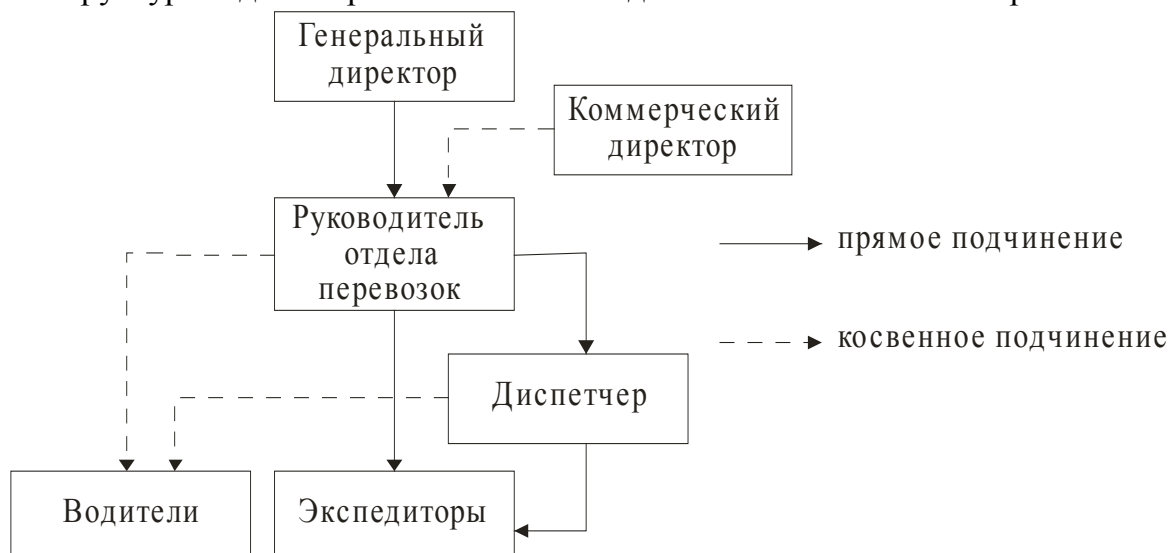 Генеральный
директор
Коммерческий
директор
Руководитель
отдела
перевозок
прямое подчинение
косвенное подчинение
Диспетчер
Водители
Экспедиторы